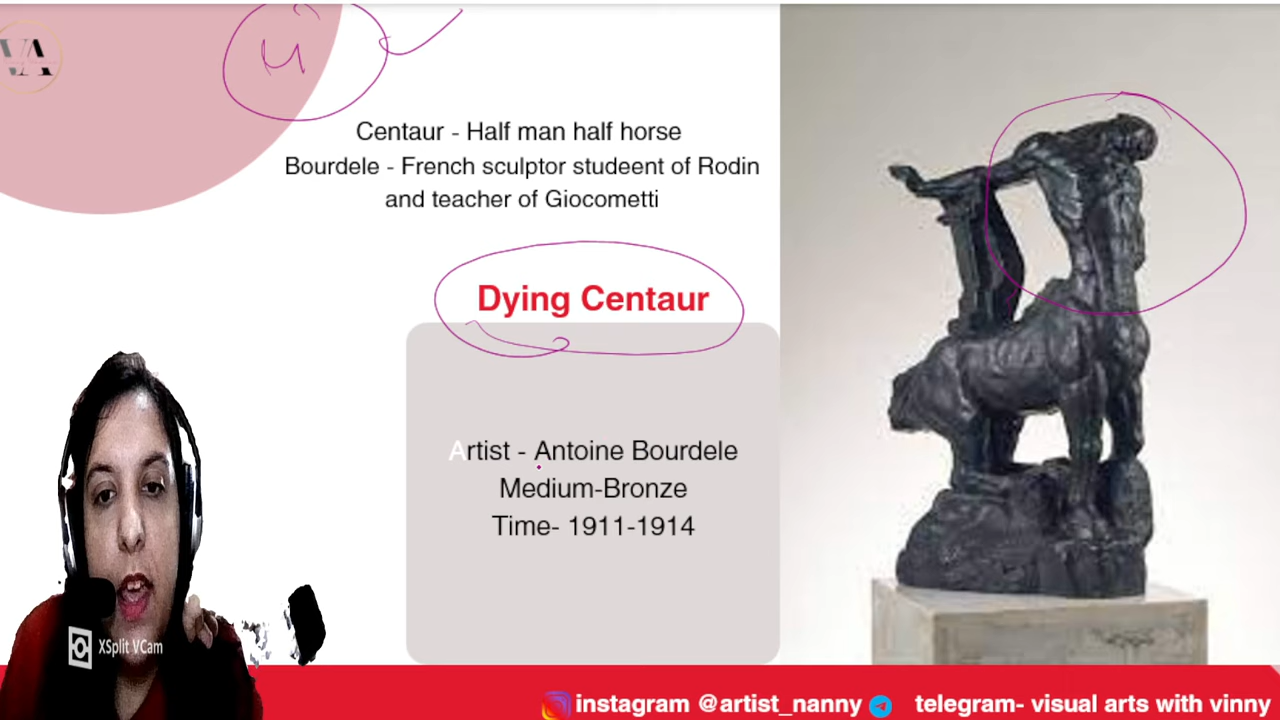 VA
Centaur - Half man half horse
Bourdele - French sculptor studeent of Rodin
and teacher of Giocometti
Dying Centaur
Artist - Antoine Bourdele
Medium-Bronze
Time- 1911-1914
XSplit VCam
instagram @artist_nanny telegram- visual arts with vinny